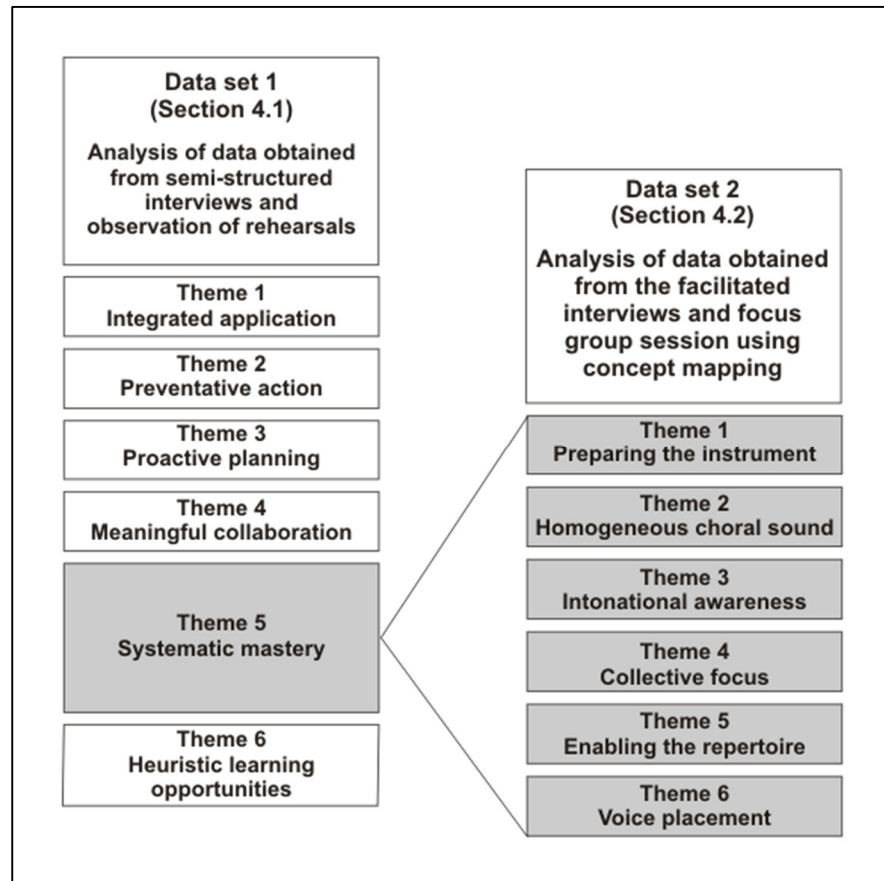 Data set 1
(Section 4.1)
Analysis of data obtained
from semi-structured
interviews and
observation of rehearsals
Theme 1
Integrated application
Theme 2
Preventative action
Theme 3
Proactive planning
Theme 4
Meaningful collaboration
Theme 5
Systematic mastery
Theme 6
Heuristic learning
opportunities
Data set 2
(Section 4.2)
Analysis of data obtained
from the facilitated
interviews and focus
group session using
concept mapping
Theme 1
Preparing the instrument
Theme 2
Homogeneous choral sound
Theme 3
Intonational awareness
Theme 4
Collective focus
Theme 5
Enabling the repertoire
Theme 6
Voice placement